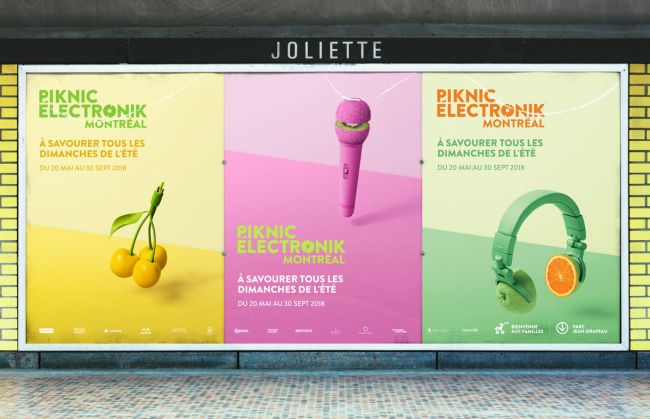 JOLIETTE
PIKNIC
ELECTRONIK
MONTRÉAL
À SAVOURER TOUS LES
DIMANCHES DE L'ÉTÉ
DU 20 MAI AU 30 SEPT 2018
PIKNIC
ELECTRONIK
MONTRÉAL
À SAVOURER TOUS LES
DIMANCHES DE L'ÉTÉ
DU 20 MAI AU 30 SEPT 2018
PIKNIC
ELECTRONIK
MONTRÉAL
À SAVOURER TOUS LES
DIMANCHES DE L'ÉTÉ
DU 20 MAI AU 30 SEPT 2018
BIENVENUE
AUX FAMILLES
PARC
JEAN-DRAPEAU